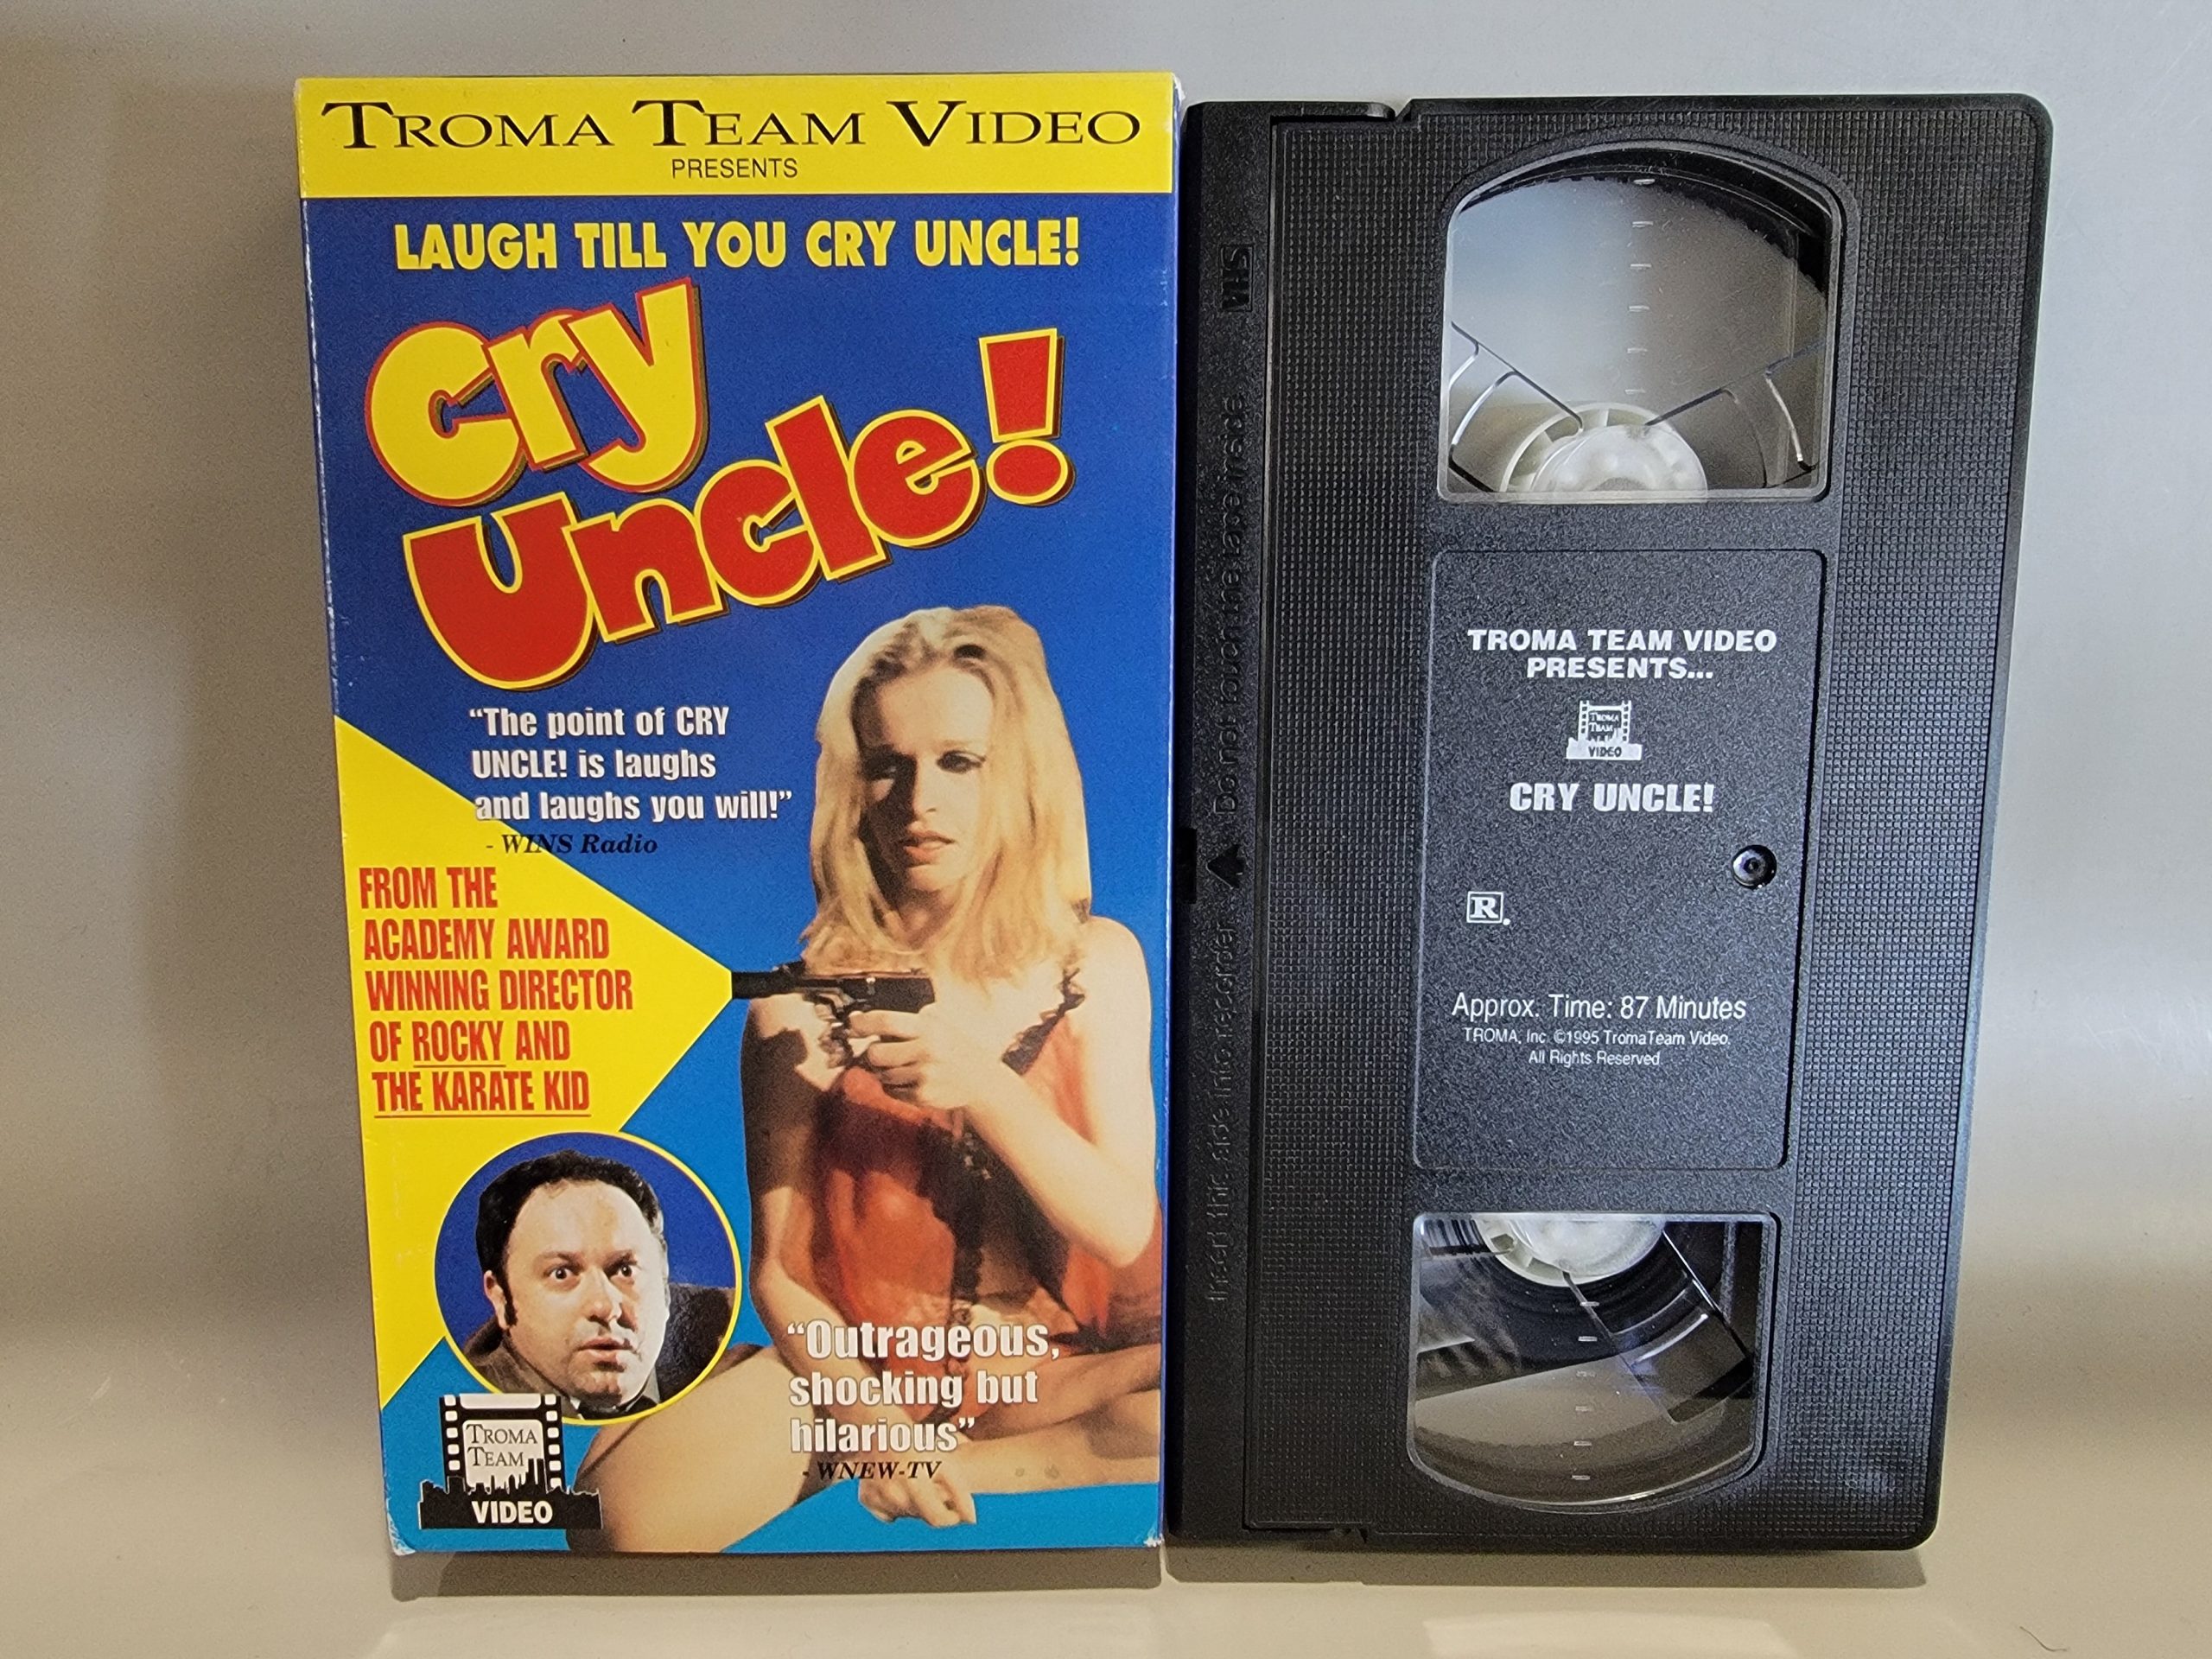 TROMA TEAM VIDEO
PRESENTS
LAUGH TILL YOU CRY UNCLE!
Cry
Uncle!
“The point of CRY
UNCLE! is laughs
and laughs you will!”
- WINS Radio
FROM THE
ACADEMY AWARD
WINNING DIRECTOR
OF ROCKY AND
THE KARATE KID
“Outrageous,
shocking but
hilarious”
- WNEW-TV
TROMA
TEAM
VIDEO
VHS
Insert this side into recorder ▲ Do not touch the tape inside
TROMA TEAM VIDEO
PRESENTS...
TROMA
TEAM
VIDEO
CRY UNCLE!
R.
Approx. Time: 87 Minutes
TROMA, Inc. ©1995 TromaTeam Video.
All Rights Reserved.